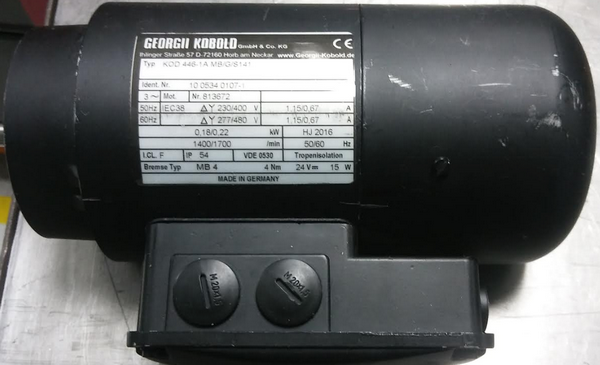 GEORGII KOBOLD GmbH & Co. KG CE
Ihlinger Straße 57 D-72160 Horb am Neckar www.Georgii-Kobold.de
Typ KOD 446-1A MB/G/S141
Ident. Nr. 10 0534 0107-1
3 ~ Mot. Nr. 813672
50Hz IEC38 Δ Y 230/400 V 1,15/0,67 A
60Hz Δ Y 277/480 V 1,15/0,67 A
0,18/0,22 kW HJ 2016
1400/1700 /min 50/60 Hz
I.CL. F IP 54 VDE 0530 Tropenisolation
Bremse Typ MB 4 4 Nm 24 V= 15 W
MADE IN GERMANY
M20x1,5 M20x1,5